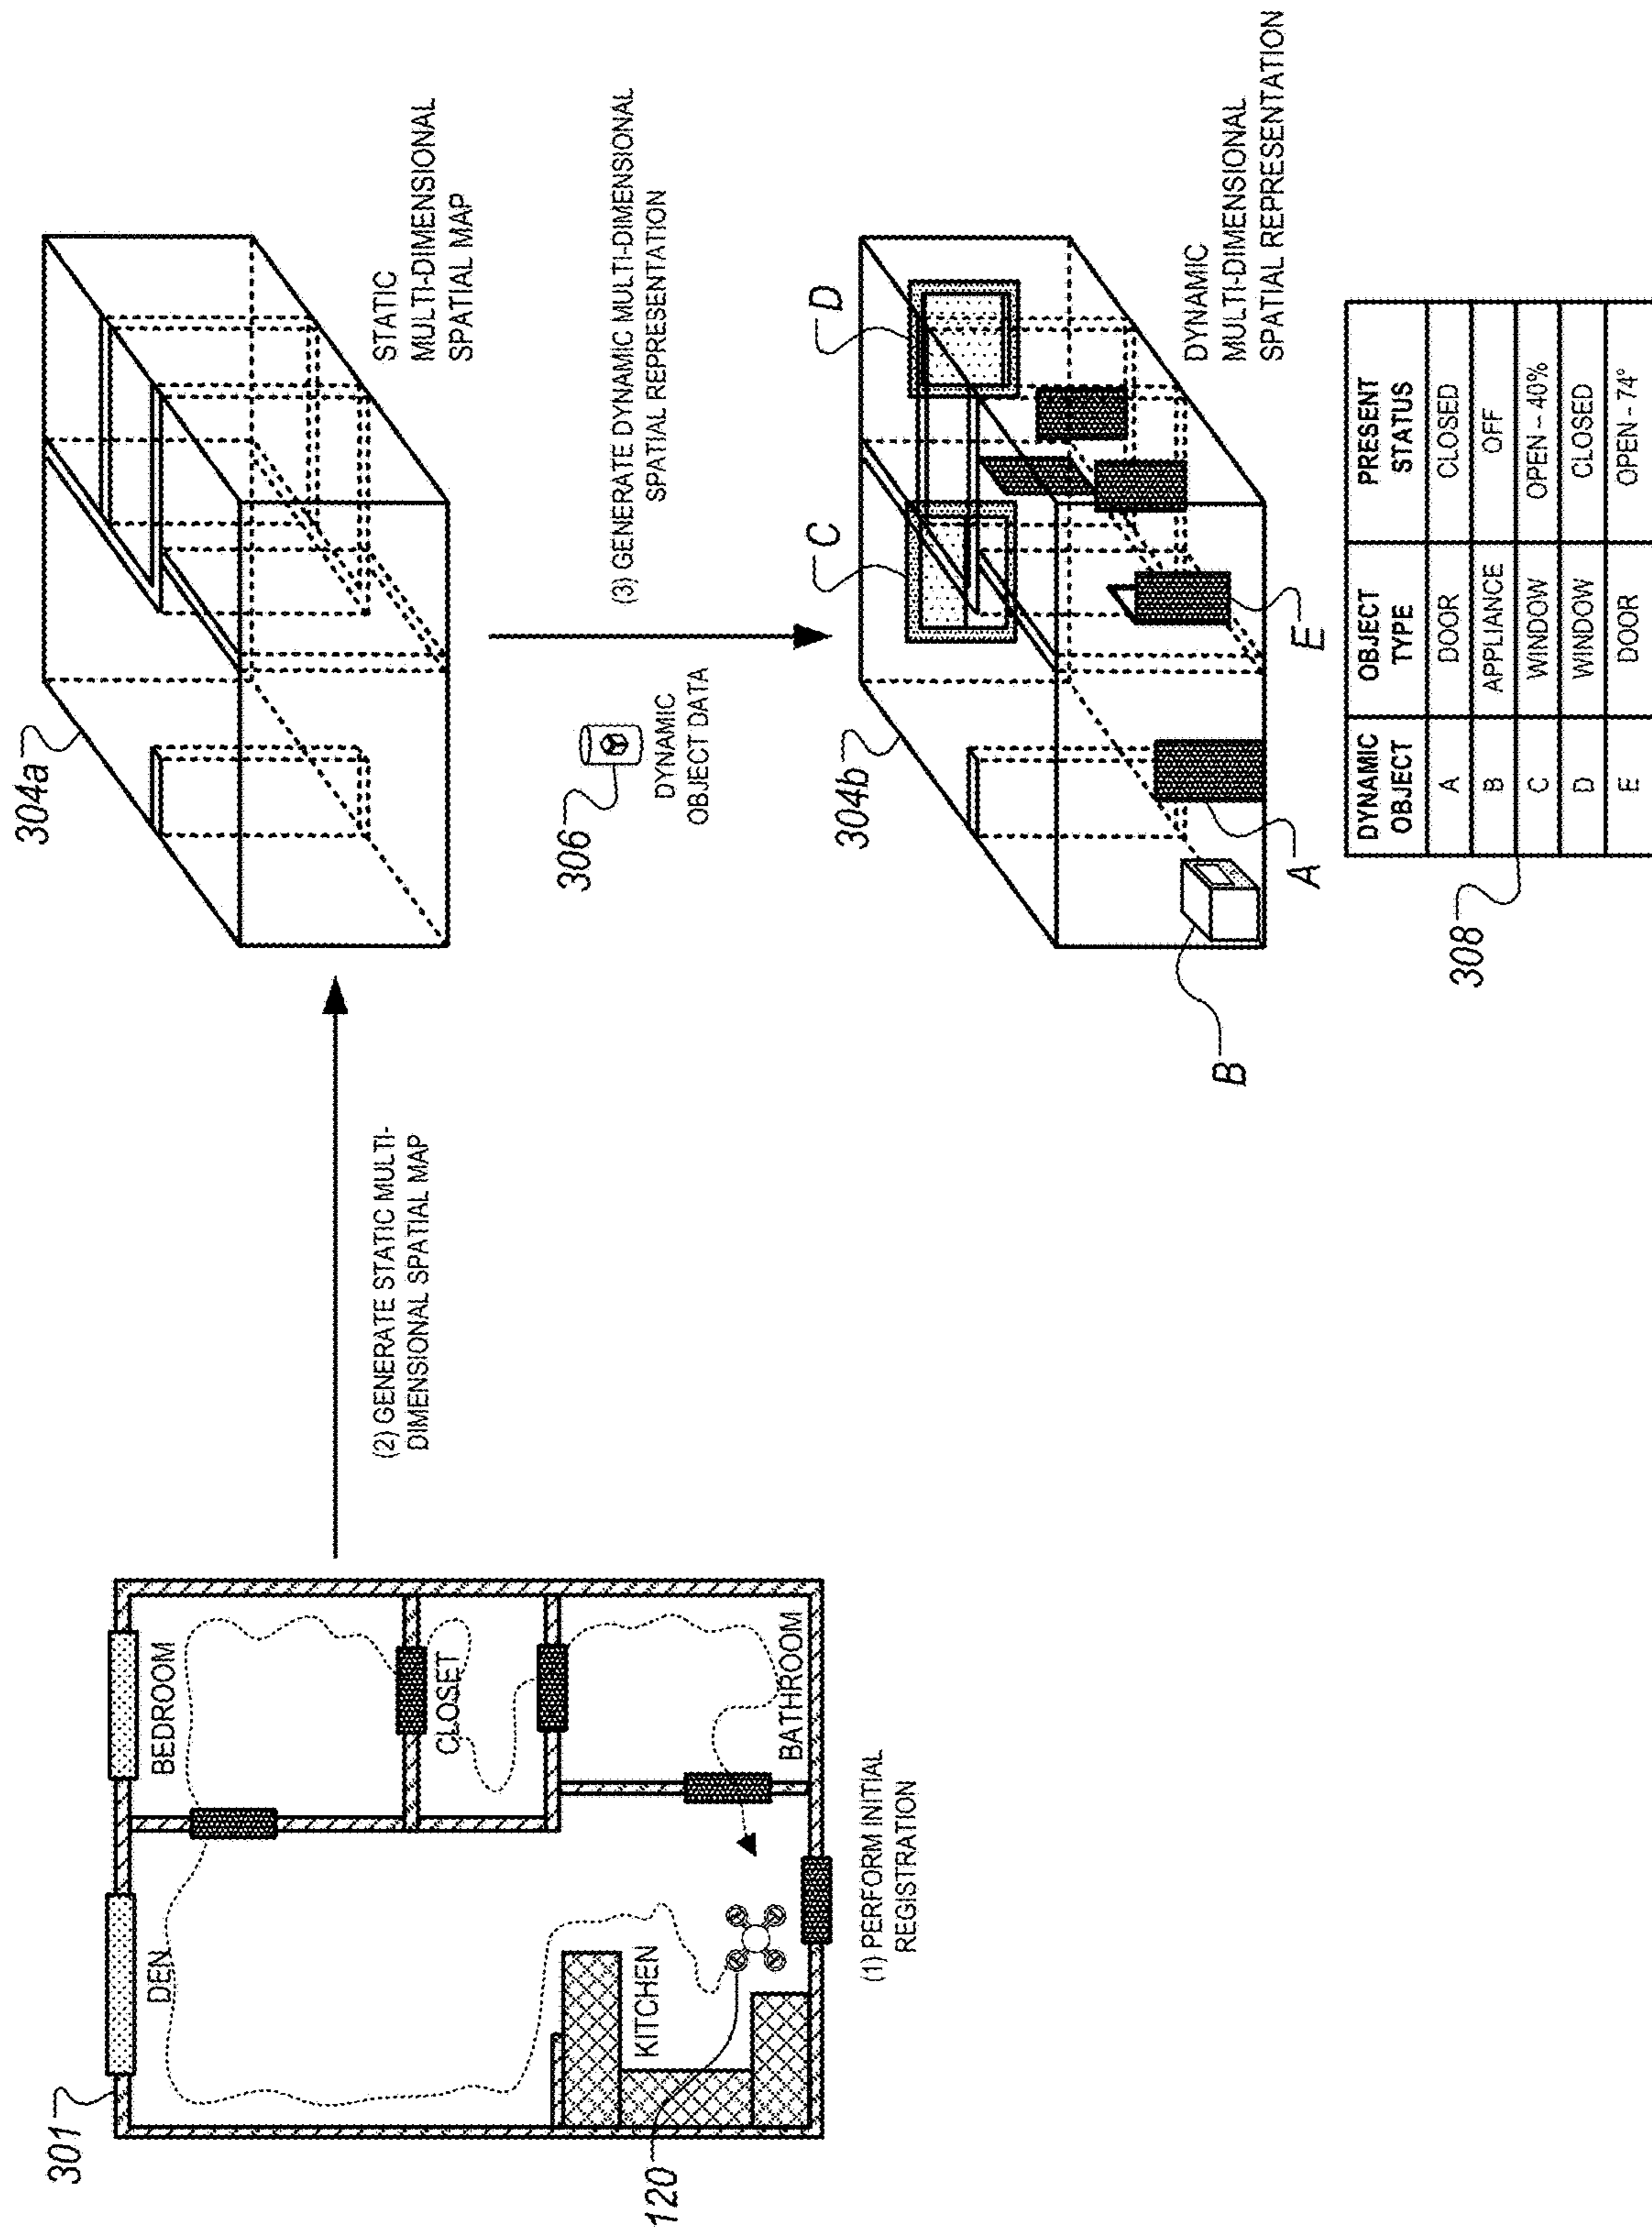 301
DEN
BEDROOM
CLOSET
KITCHEN
BATHROOM
120
(1) PERFORM INITIAL
REGISTRATION
(2) GENERATE STATIC MULTI-
DIMENSIONAL SPATIAL MAP
304a
STATIC
MULTI-DIMENSIONAL
SPATIAL MAP
306
DYNAMIC
OBJECT DATA
(3) GENERATE DYNAMIC MULTI-DIMENSIONAL
SPATIAL REPRESENTATION
304b
C
D
B
A
E
DYNAMIC
MULTI-DIMENSIONAL
SPATIAL REPRESENTATION
308
DYNAMIC OBJECT OBJECT TYPE PRESENT STATUS
A DOOR CLOSED
B APPLIANCE OFF
C WINDOW OPEN – 40%
D WINDOW CLOSED
E DOOR OPEN - 74°